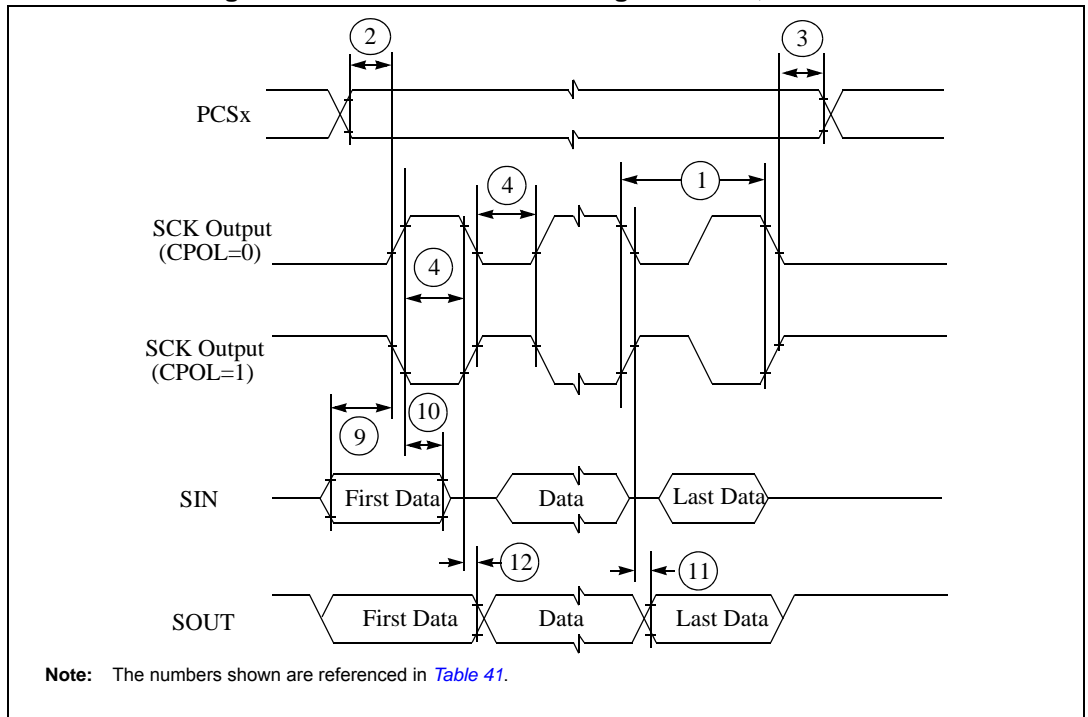 2
3
PCSx
4
1
SCK Output
(CPOL=0)
4
SCK Output
(CPOL=1)
10
9
SIN
First Data
Data
Last Data
12
11
SOUT
First Data
Data
Last Data
Note: The numbers shown are referenced in Table 41.